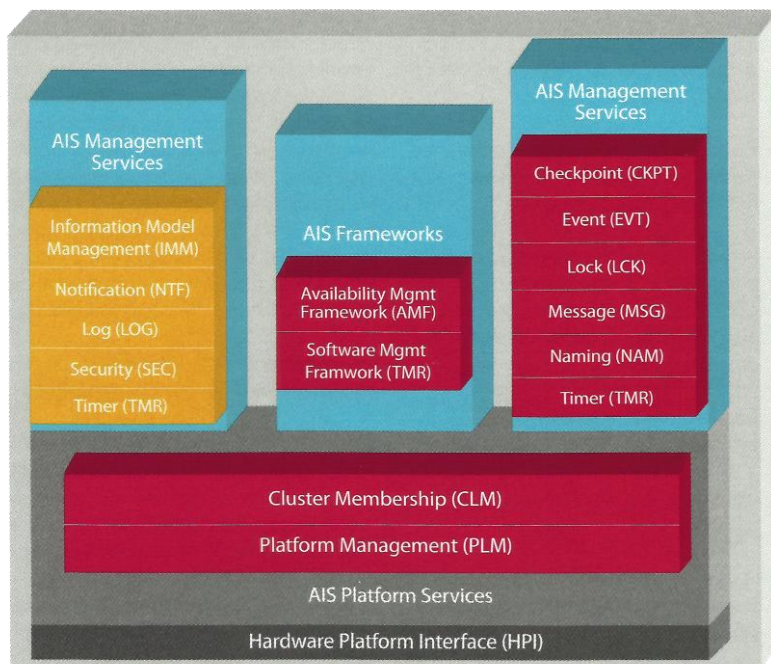 AIS Management
Services
Information Model
Management (IMM)
Notification (NTF)
Log (LOG)
Security (SEC)
Timer (TMR)
AIS Frameworks
Availability Mgmt
Framework (AMF)
Software Mgmt
Framwork (TMR)
AIS Management
Services
Checkpoint (CKPT)
Event (EVT)
Lock (LCK)
Message (MSG)
Naming (NAM)
Timer (TMR)
Cluster Membership (CLM)
Platform Management (PLM)
AIS Platform Services
Hardware Platform Interface (HPI)